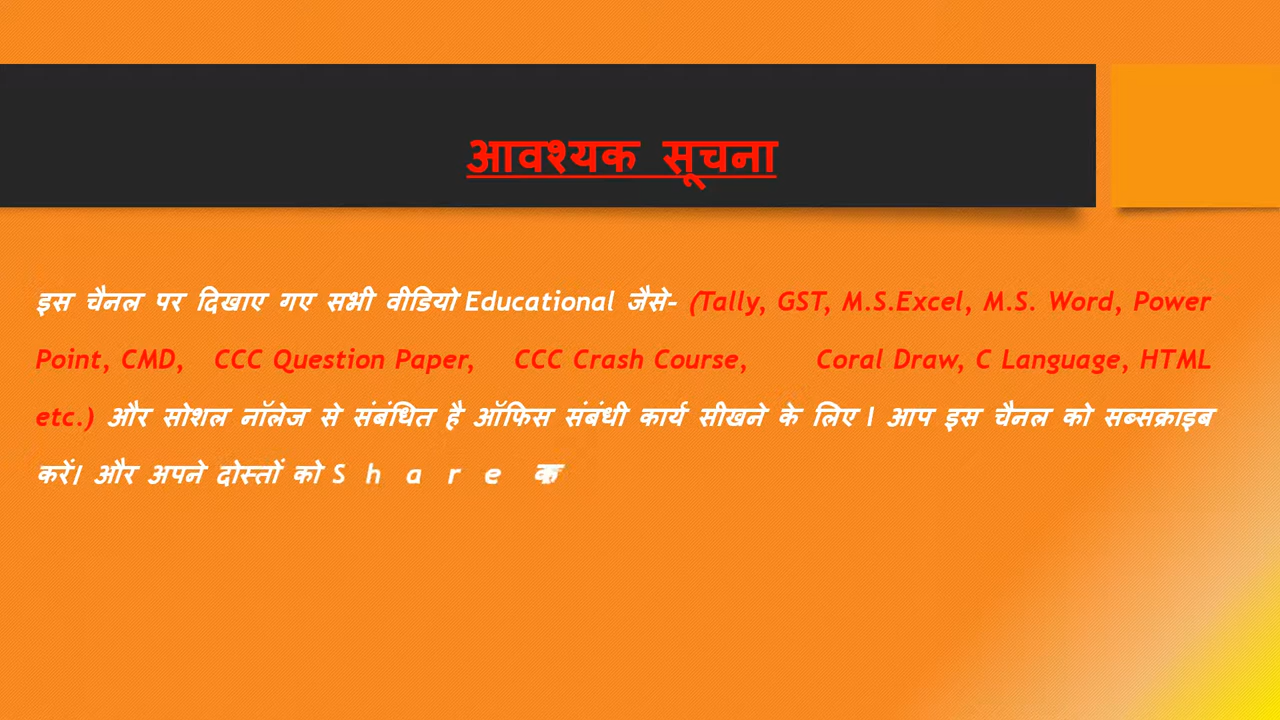 आवश्यक सूचना
इस चैनल पर दिखाए गए सभी वीडियो Educational जैसे- (Tally, GST, M.S.Excel, M.S. Word, Power
Point, CMD, CCC Question Paper, CCC Crash Course, Coral Draw, C Language, HTML
etc.) और सोशल नॉलेज से संबंधित है ऑफिस संबंधी कार्य सीखने के लिए । आप इस चैनल को सब्सक्राइब
करें। और अपने दोस्तों को S h a r e